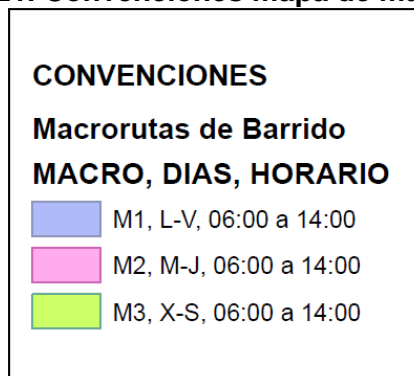 CONVENCIONES
Macrorutas de Barrido
MACRO, DIAS, HORARIO
M1, L-V, 06:00 a 14:00
M2, M-J, 06:00 a 14:00
M3, X-S, 06:00 a 14:00